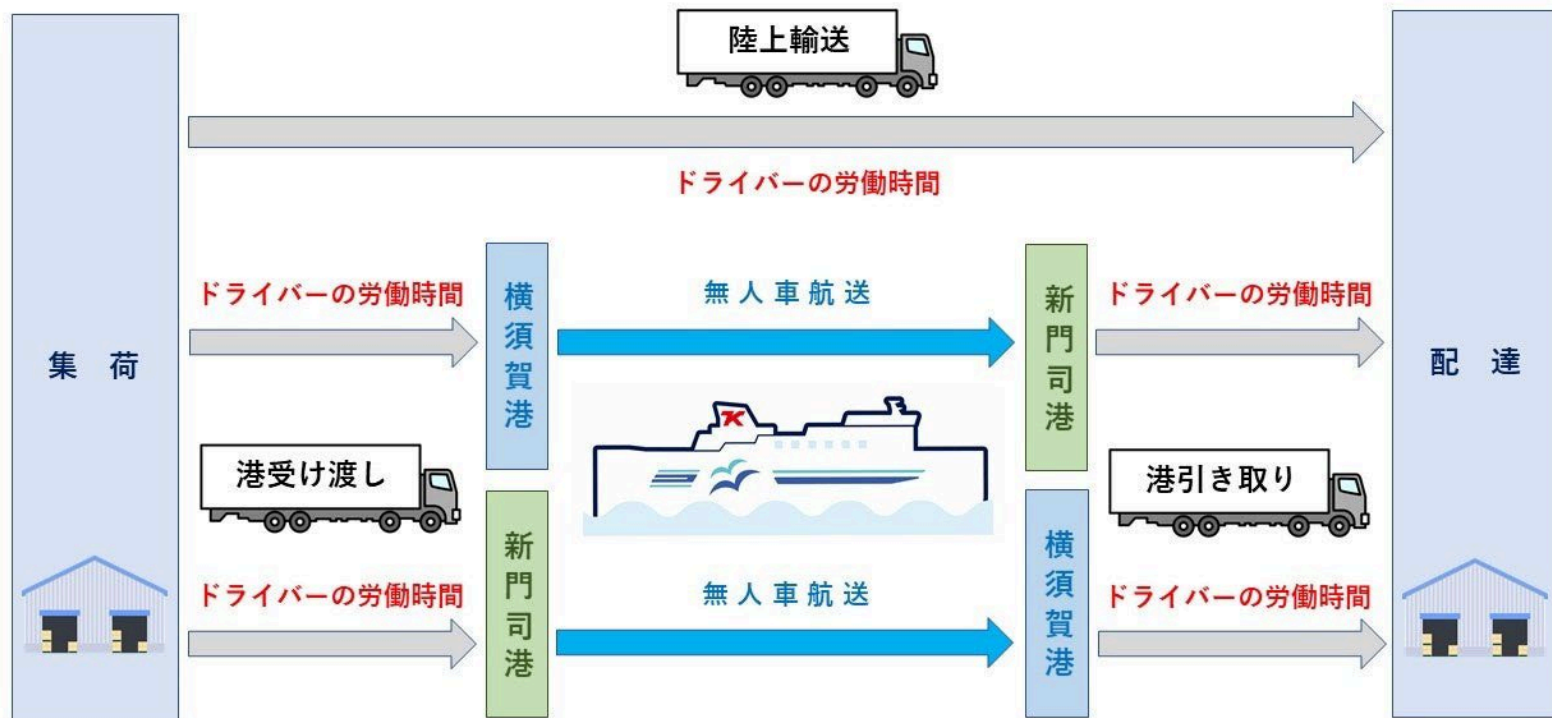 陸上輸送
ドライバーの労働時間
集 荷
配 達
ドライバーの労働時間
横須賀港
無人車航送
新門司港
ドライバーの労働時間
港受け渡し
K
港引き取り
ドライバーの労働時間
新門司港
無人車航送
横須賀港
ドライバーの労働時間